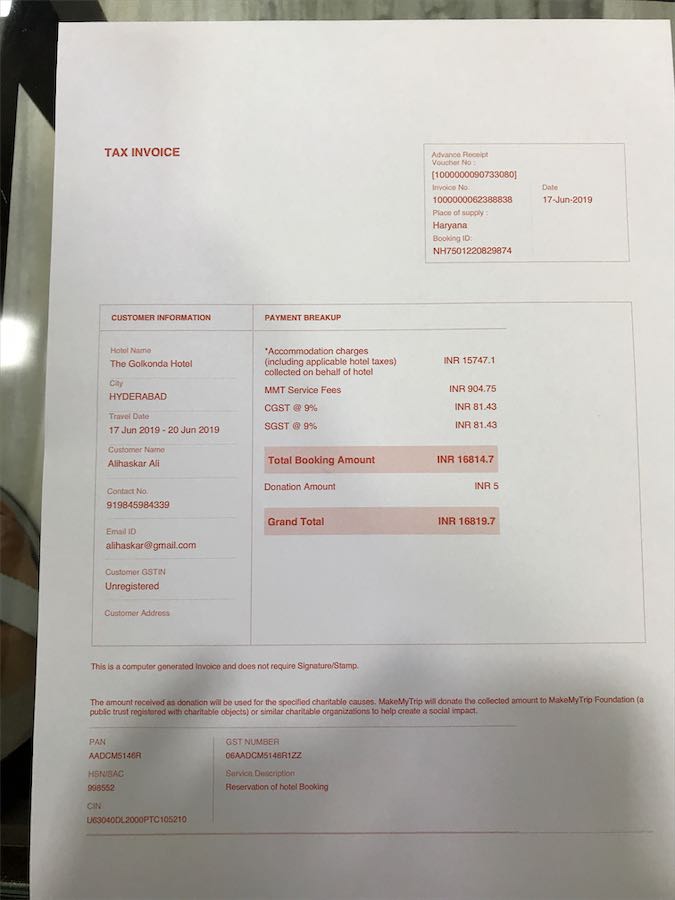 TAX INVOICE
Advance Receipt
Voucher No :
[1000000090733080]
Invoice No.
Date
1000000062388838
17-Jun-2019
Place of supply :
Haryana
Booking ID:
NH7501220829874
CUSTOMER INFORMATION
Hotel Name
The Golkonda Hotel
City
HYDERABAD
Travel Date
17 Jun 2019 - 20 Jun 2019
Customer Name
Alihaskar Ali
Contact No.
919845984339
Email ID
alihaskar@gmail.com
Customer GSTIN
Unregistered
Customer Address
PAYMENT BREAKUP
*Accommodation charges
(including applicable hotel taxes)
collected on behalf of hotel
INR 15747.1
MMT Service Fees
INR 904.75
CGST @ 9%
INR 81.43
SGST @ 9%
INR 81.43
Total Booking Amount
INR 16814.7
Donation Amount
INR 5
Grand Total
INR 16819.7
This is a computer generated Invoice and does not require Signature/Stamp.
The amount received as donation will be used for the specified charitable causes. MakeMyTrip will donate the collected amount to MakeMyTrip Foundation (a
public trust registered with charitable objects) or similar charitable organizations to help create a social impact.
PAN
AADCM5146R
HSN/SAC
998552
CIN
U63040DL2000PTC105210
GST NUMBER
06AADCM5146R1ZZ
Service Description
Reservation of hotel Booking